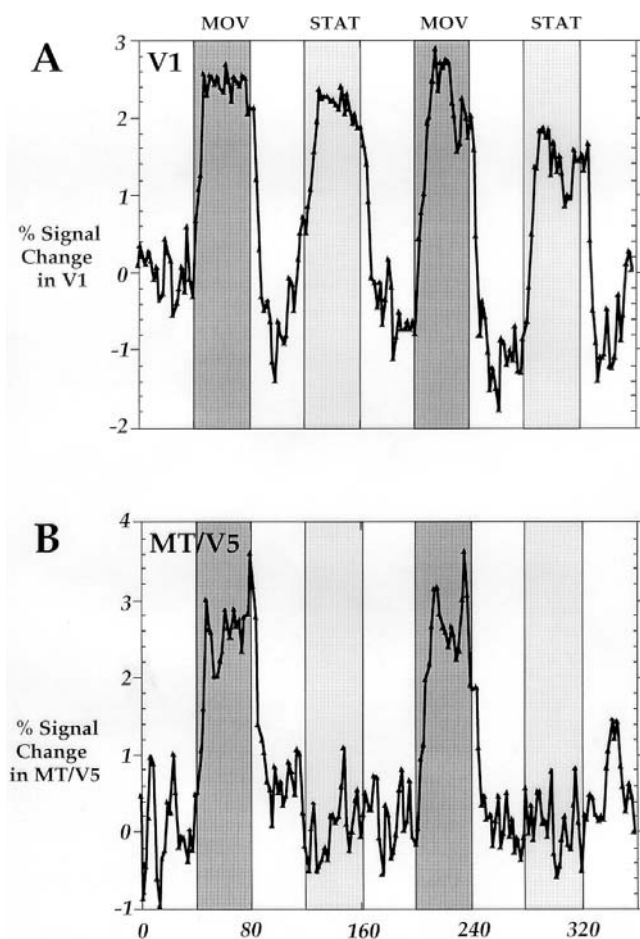 MOV STAT MOV STAT
A V1
3
2
1
0
-1
-2
% Signal
Change
in V1
B MT/V5
4
3
2
1
0
-1
% Signal
Change
in MT/V5
0 80 160 240 320